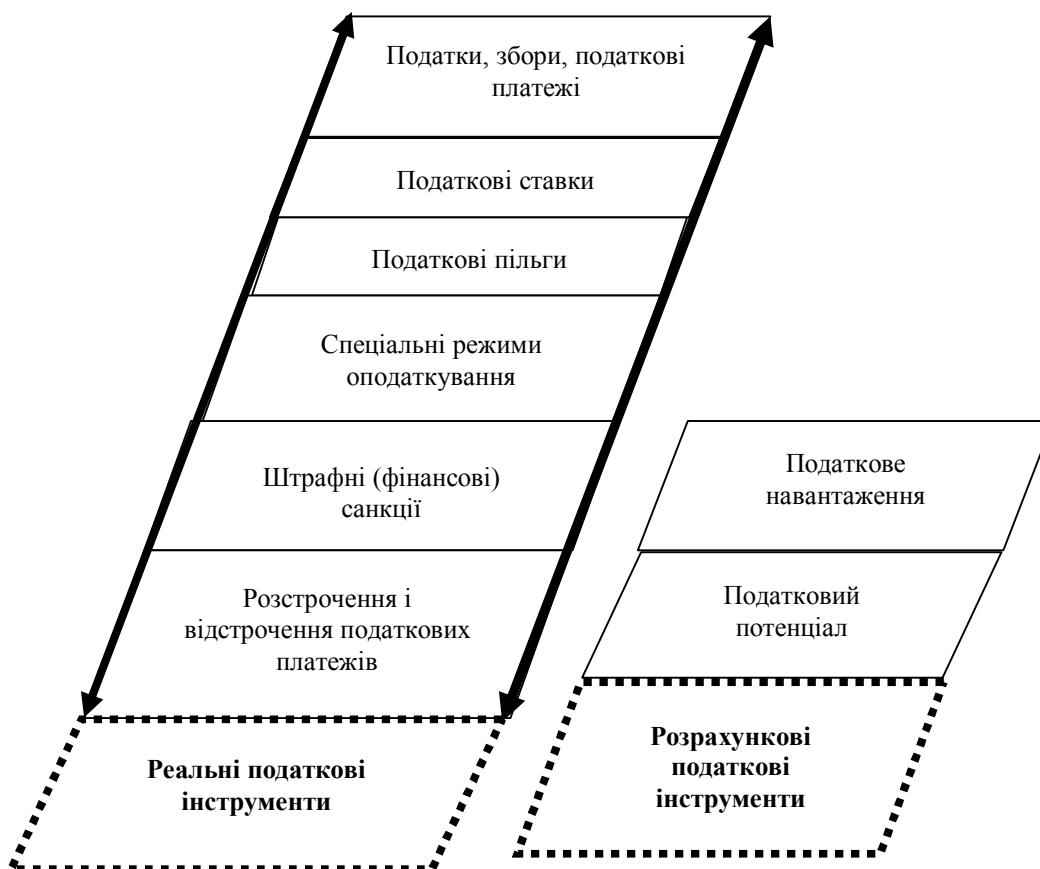 Податки, збори, податкові
платежі
Податкові ставки
Податкові пільги
Спеціальні режими
оподаткування
Штрафні (фінансові)
санкції
Розстрочення і
відстрочення податкових
платежів
Реальні податкові
інструменти
Податкове
навантаження
Податковий
потенціал
Розрахункові
податкові
інструменти